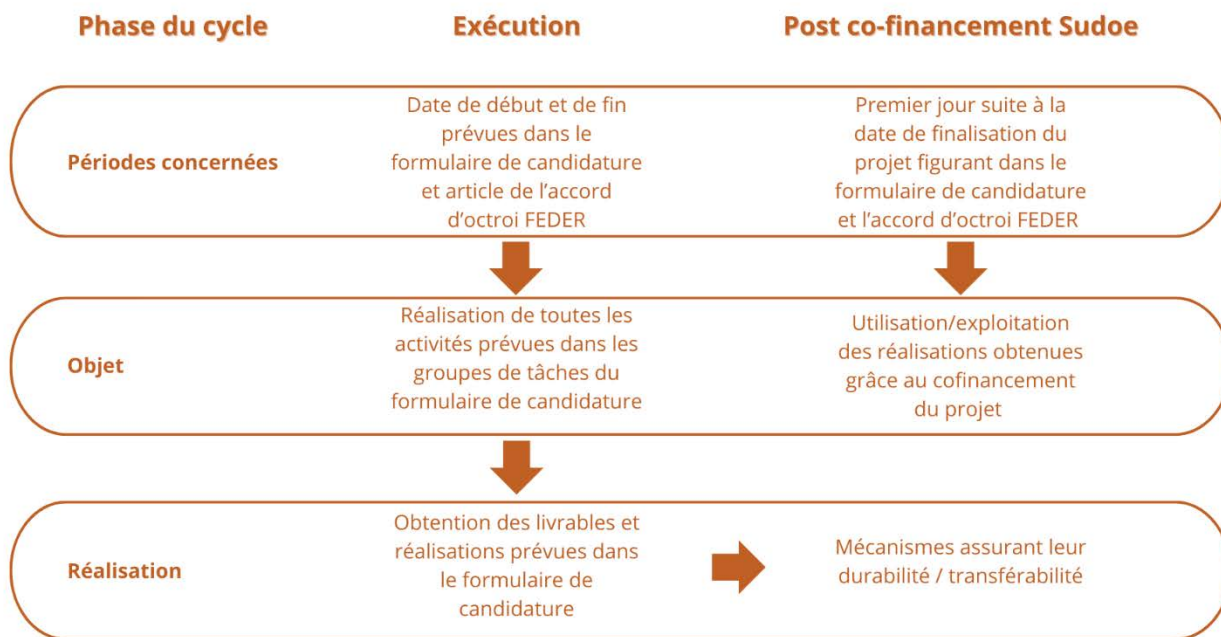 Phase du cycle
Exécution
Post co-financement Sudoe
Périodes concernées
Date de début et de fin
prévues dans le
formulaire de candidature
et article de l'accord
d'octroi FEDER
Premier jour suite à la
date de finalisation du
projet figurant dans le
formulaire de candidature
et l'accord d'octroi FEDER
Objet
Réalisation de toutes les
activités prévues dans les
groupes de tâches du
formulaire de candidature
Utilisation/exploitation
des réalisations obtenues
grâce au cofinancement
du projet
Réalisation
Obtention des livrables et
réalisations prévues dans
le formulaire de
candidature
Mécanismes assurant leur
durabilité / transférabilité